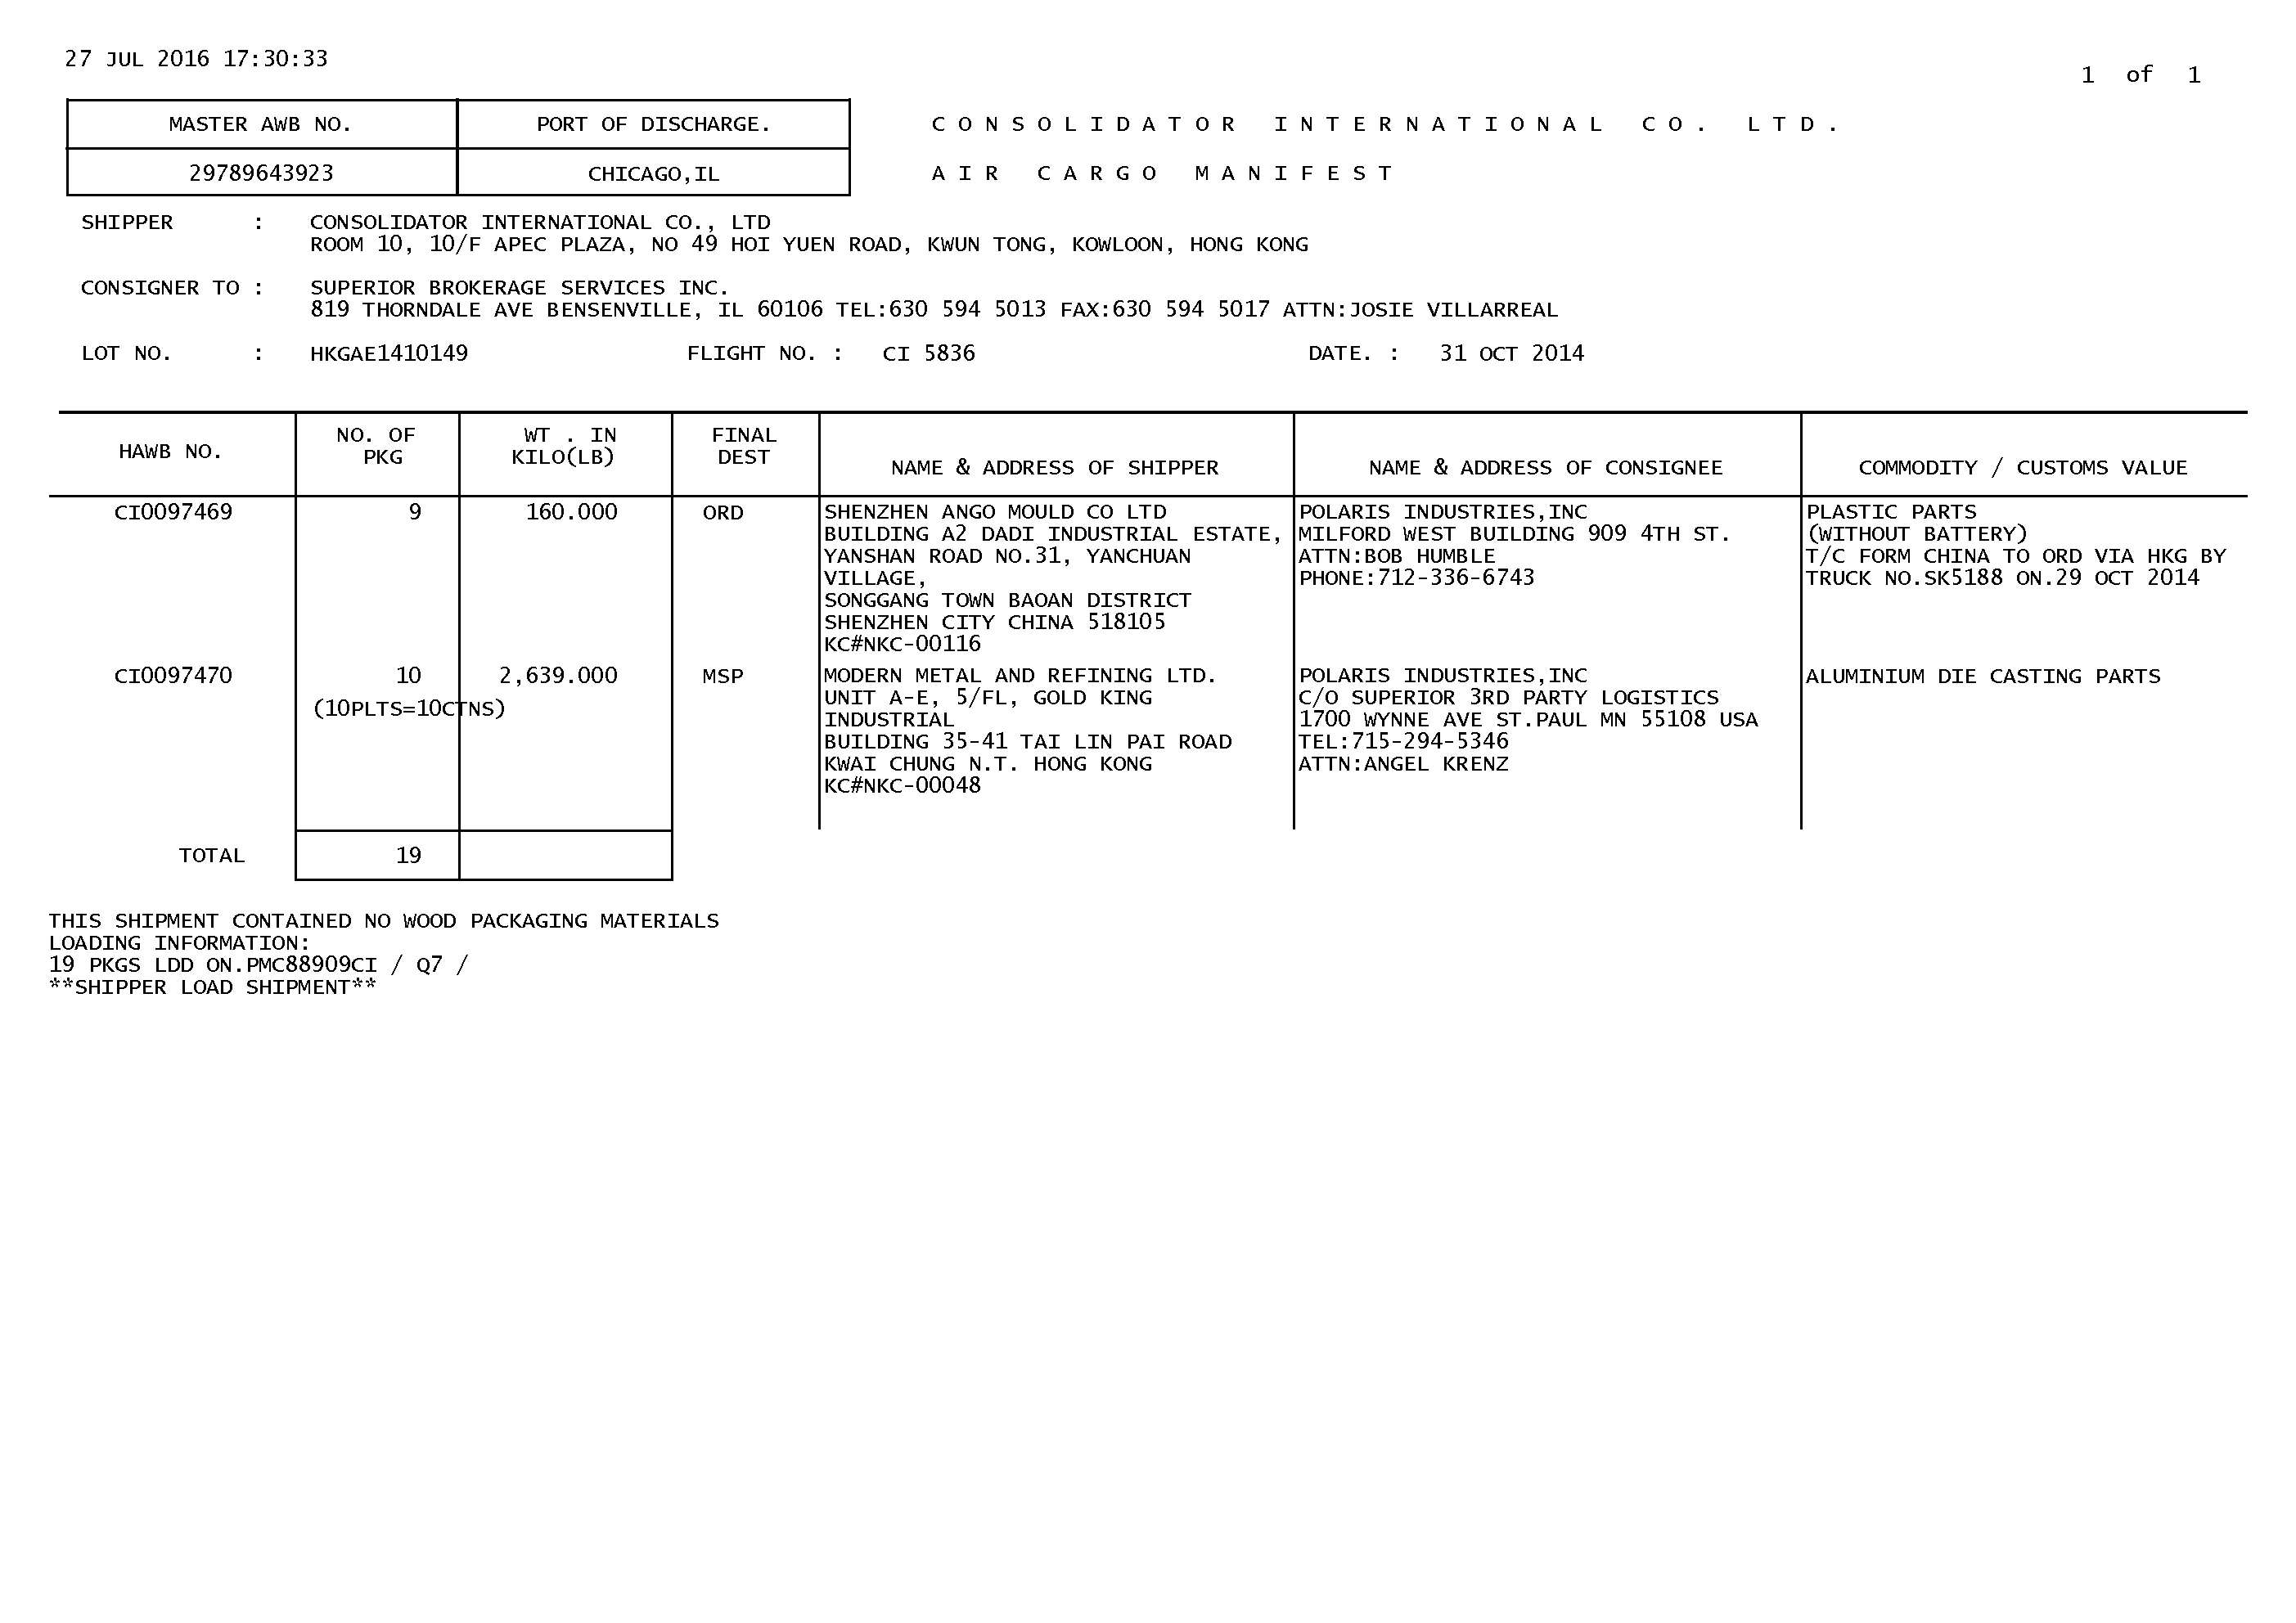 27 JUL 2016 17:30:33
1 of 1
MASTER AWB NO. PORT OF DISCHARGE.
29789643923 CHICAGO,IL
CONSOLIDATOR INTERNATIONAL CO. LTD.
AIR CARGO MANIFEST
SHIPPER : CONSOLIDATOR INTERNATIONAL CO., LTD
ROOM 10, 10/F APEC PLAZA, NO 49 HOI YUEN ROAD, KWUN TONG, KOWLOON, HONG KONG
CONSIGNER TO : SUPERIOR BROKERAGE SERVICES INC.
819 THORNDALE AVE BENSENVILLE, IL 60106 TEL:630 594 5013 FAX:630 594 5017 ATTN:JOSIE VILLARREAL
LOT NO. : HKGAE1410149 FLIGHT NO. : CI 5836 DATE. : 31 OCT 2014
HAWB NO.
NO. OF
PKG
WT . IN
KILO(LB)
FINAL
DEST
NAME & ADDRESS OF SHIPPER
NAME & ADDRESS OF CONSIGNEE
COMMODITY / CUSTOMS VALUE
CI0097469
9
160.000
ORD
SHENZHEN ANGO MOULD CO LTD
BUILDING A2 DADI INDUSTRIAL ESTATE,
YANSHAN ROAD NO.31, YANCHUAN
VILLAGE,
SONGGANG TOWN BAOAN DISTRICT
SHENZHEN CITY CHINA 518105
KC#NKC-00116
POLARIS INDUSTRIES,INC
MILFORD WEST BUILDING 909 4TH ST.
ATTN:BOB HUMBLE
PHONE:712-336-6743
PLASTIC PARTS
(WITHOUT BATTERY)
T/C FORM CHINA TO ORD VIA HKG BY
TRUCK NO.SK5188 ON.29 OCT 2014
CI0097470
10
(10PLTS=10CTNS)
2,639.000
MSP
MODERN METAL AND REFINING LTD.
UNIT A-E, 5/FL, GOLD KING
INDUSTRIAL
BUILDING 35-41 TAI LIN PAI ROAD
KWAI CHUNG N.T. HONG KONG
KC#NKC-00048
POLARIS INDUSTRIES,INC
C/O SUPERIOR 3RD PARTY LOGISTICS
1700 WYNNE AVE ST.PAUL MN 55108 USA
TEL:715-294-5346
ATTN:ANGEL KRENZ
ALUMINIUM DIE CASTING PARTS
TOTAL 19
THIS SHIPMENT CONTAINED NO WOOD PACKAGING MATERIALS
LOADING INFORMATION:
19 PKGS LDD ON.PMC88909CI / Q7 /
**SHIPPER LOAD SHIPMENT**